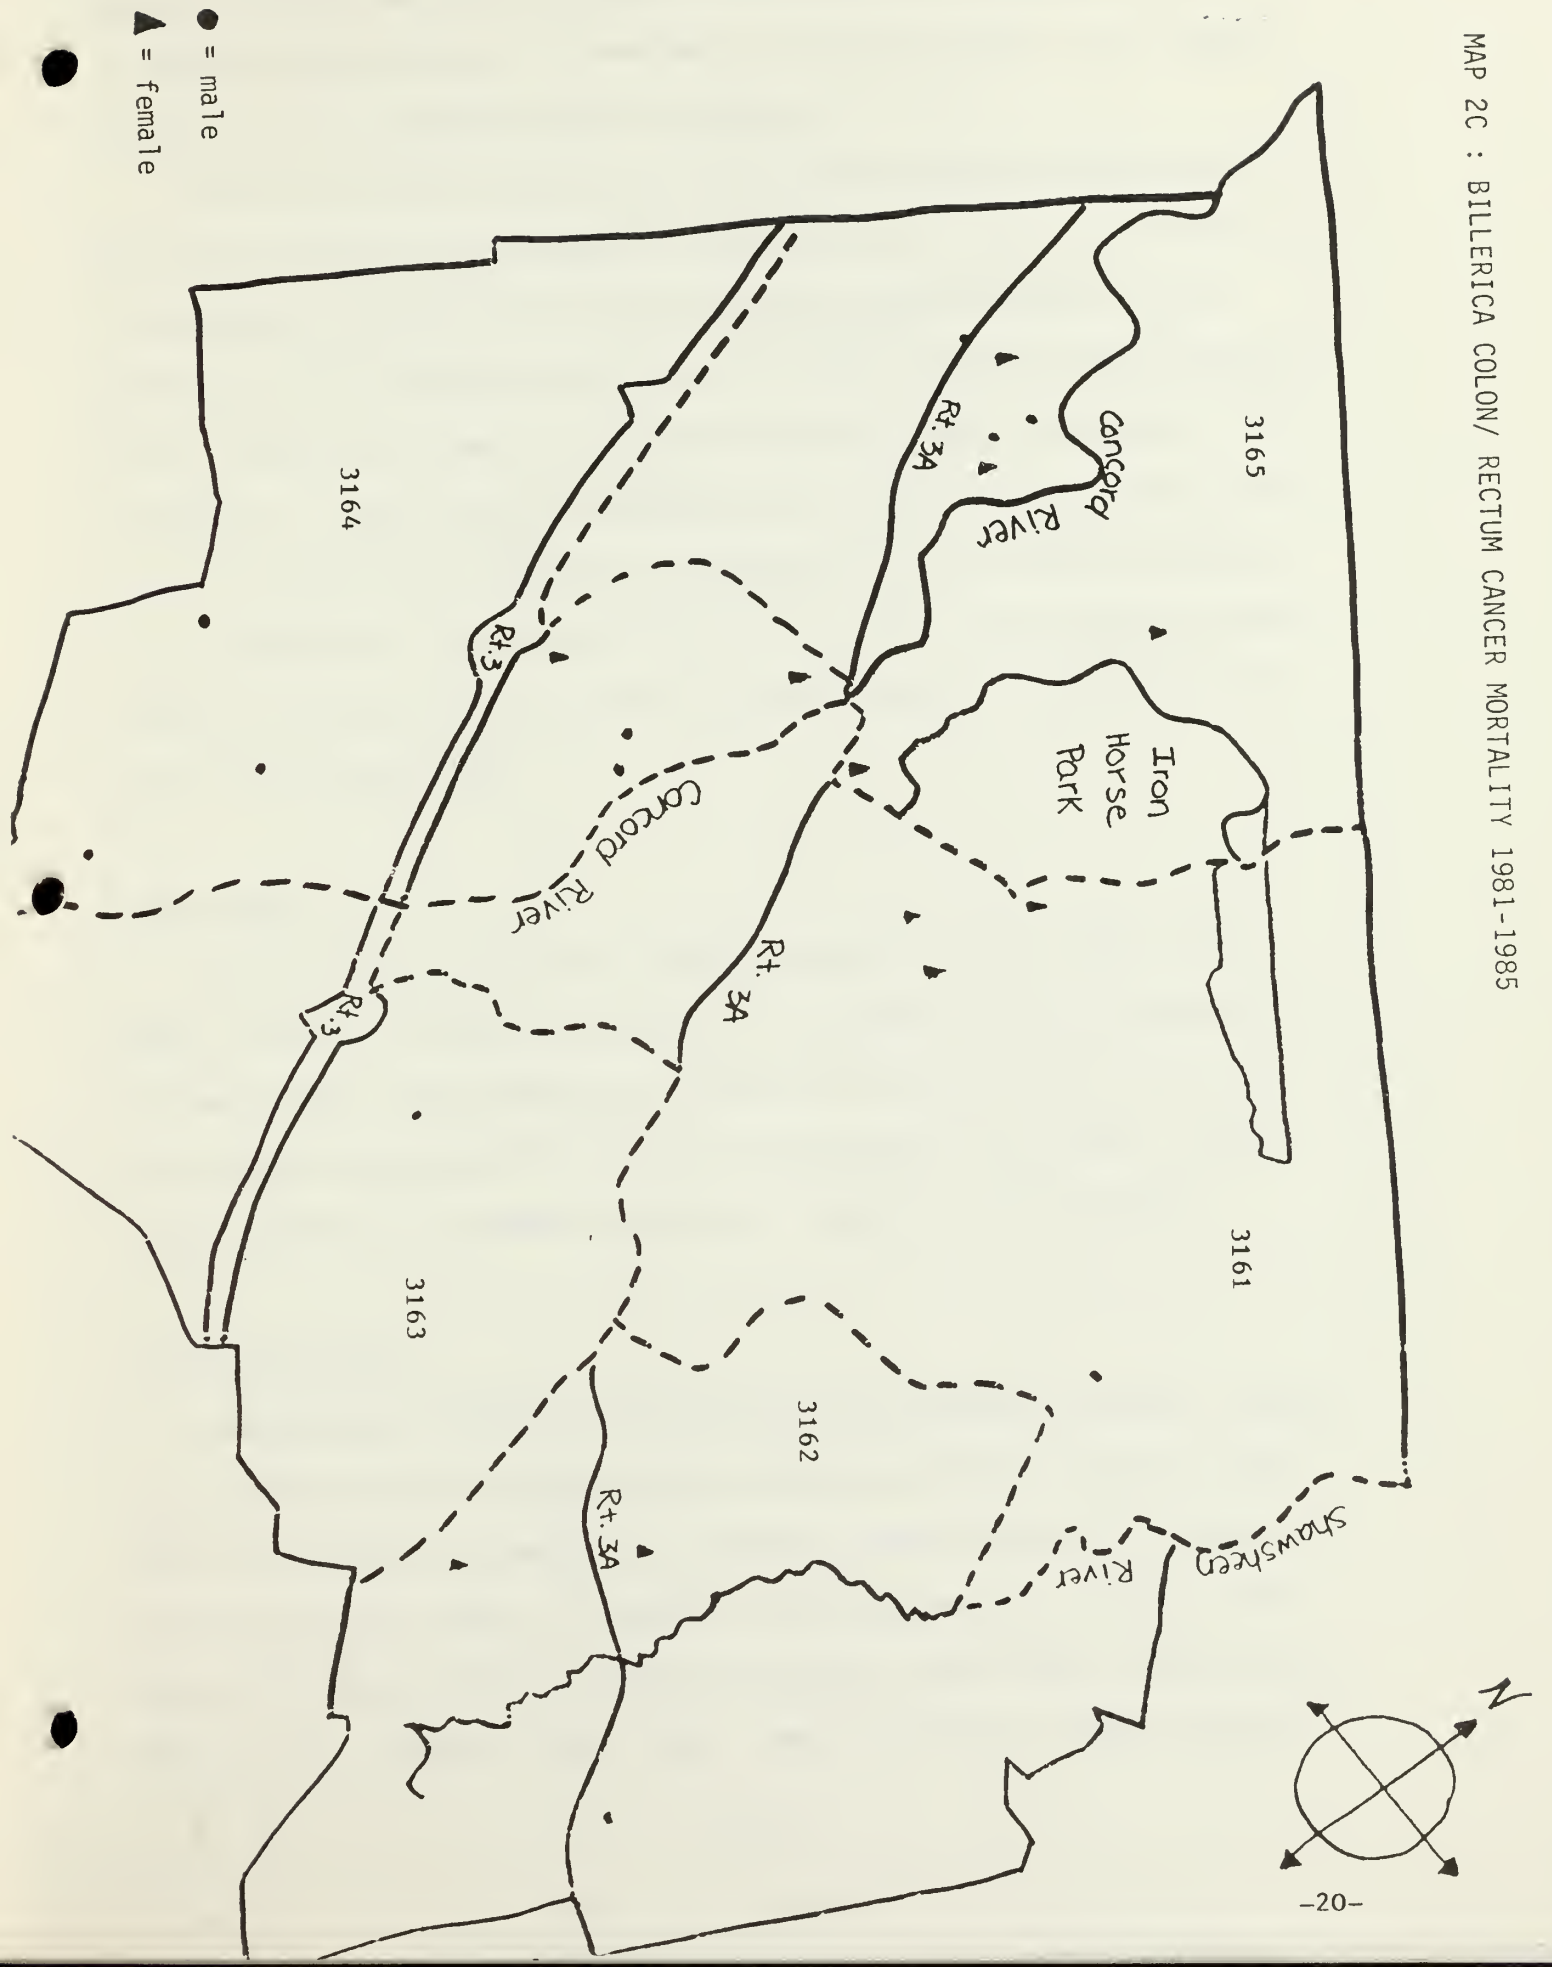 MAP 2C : BILLERICA COLON/ RECTUM CANCER MORTALITY 1981-1985
● = male
▲ = female
3165
Concord
River
Rt. 3A
3164
Rt.3
Iron
Horse
Park
Concord River
Rt. 3A
Rt.3
3161
3163
3162
Rt. 3A
Shawsheen
River
N
-20-